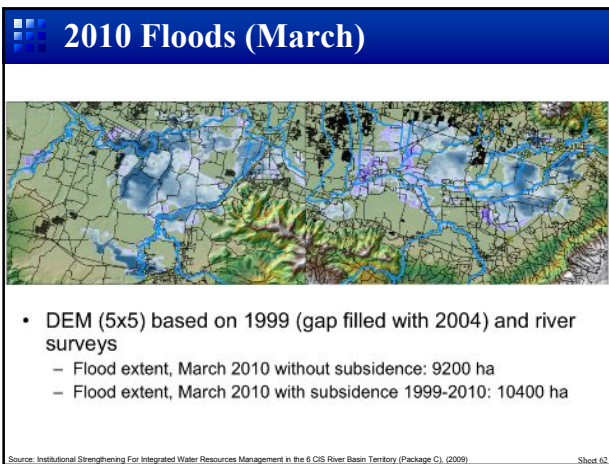 2010 Floods (March)
• DEM (5x5) based on 1999 (gap filled with 2004) and river
surveys
– Flood extent, March 2010 without subsidence: 9200 ha
– Flood extent, March 2010 with subsidence 1999-2010: 10400 ha
Source: Institutional Strengthening For Integrated Water Resources Management in the 6 CIS River Basin Territory (Package C), (2009)
Sheet 62